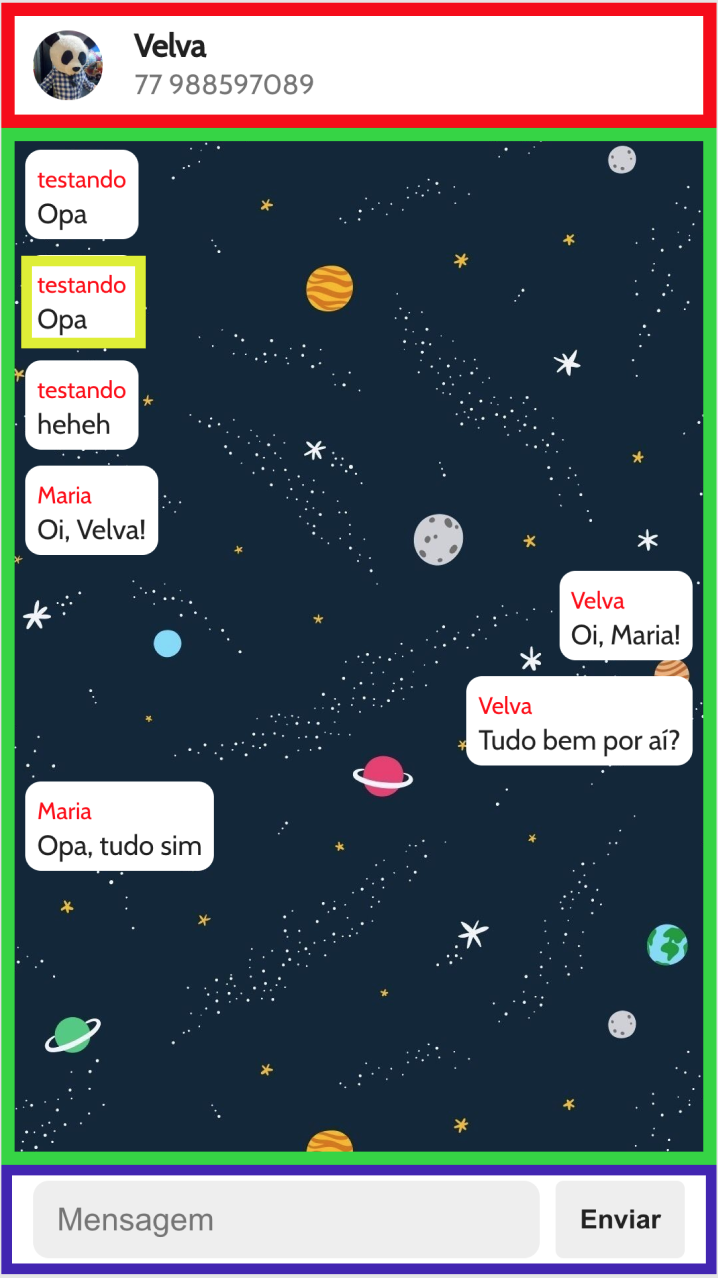 Velva
77 988597089
testando
Opa
testando
Opa
testando
heheh
Maria
Oi, Velva!
Velva
Oi, Maria!
Velva
Tudo bem por aí?
Maria
Opa, tudo sim
Mensagem
Enviar